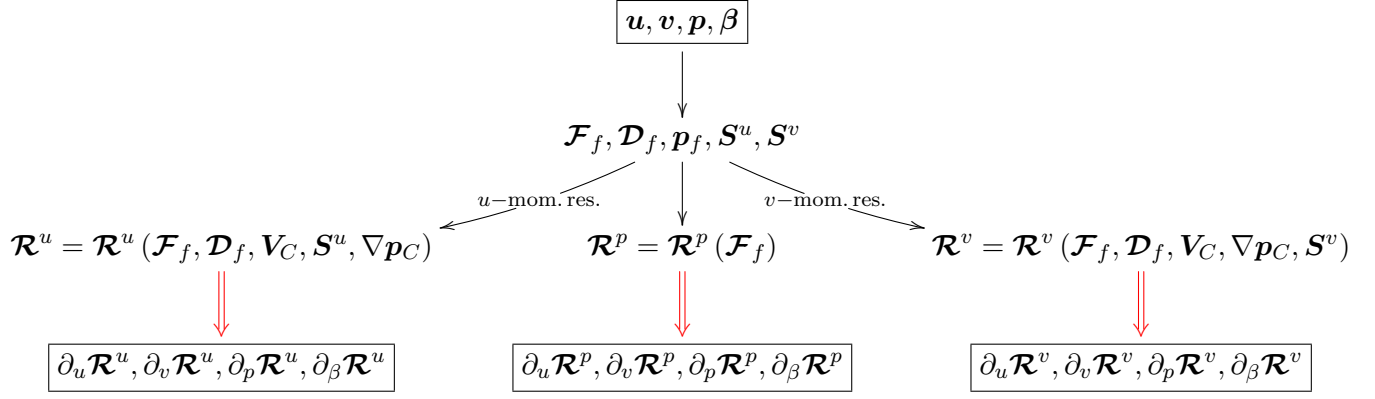 u, v, p, β
𝓕_f, 𝓓_f, p_f, S^u, S^v
u−mom. res. v−mom. res.
𝓡^u = 𝓡^u (𝓕_f, 𝓓_f, V_C, S^u, ∇p_C) 𝓡^p = 𝓡^p (𝓕_f) 𝓡^v = 𝓡^v (𝓕_f, 𝓓_f, V_C, ∇p_C, S^v)
∂_u𝓡^u, ∂_v𝓡^u, ∂_p𝓡^u, ∂_β𝓡^u ∂_u𝓡^p, ∂_v𝓡^p, ∂_p𝓡^p, ∂_β𝓡^p ∂_u𝓡^v, ∂_v𝓡^v, ∂_p𝓡^v, ∂_β𝓡^v